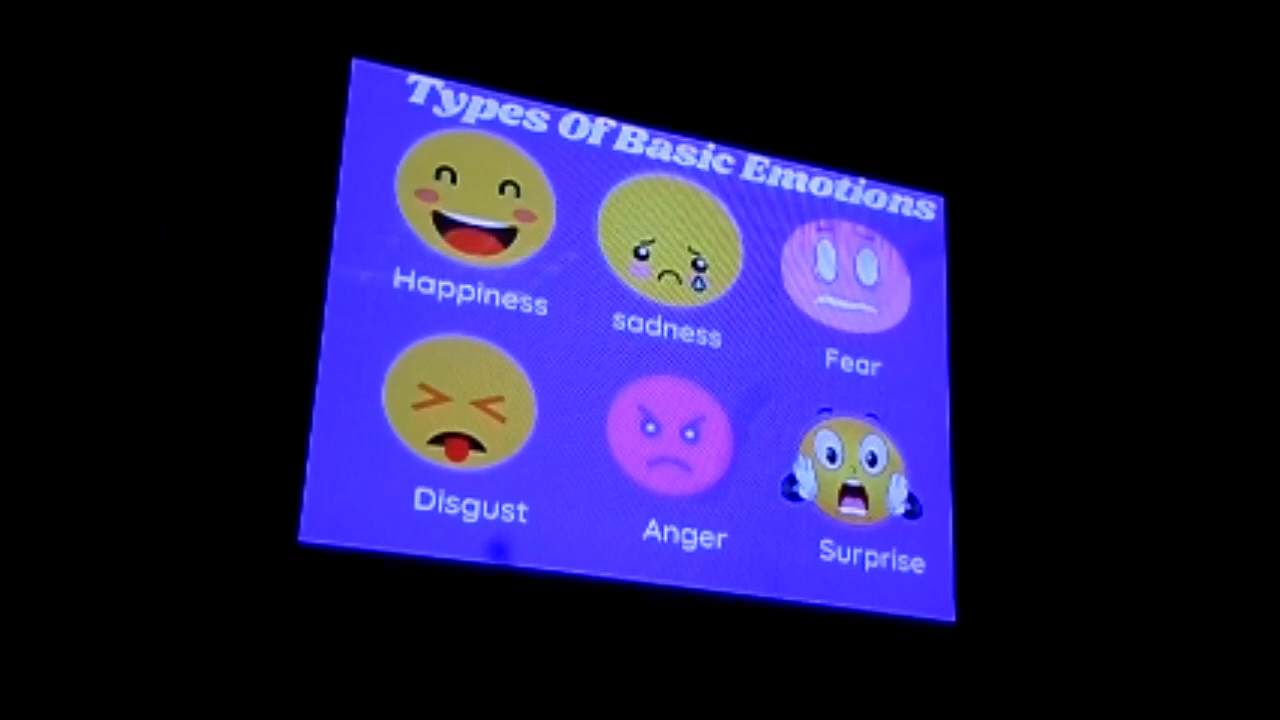 Types Of Basic Emotions
Happiness
sadness
Fear
Disgust
Anger
Surprise